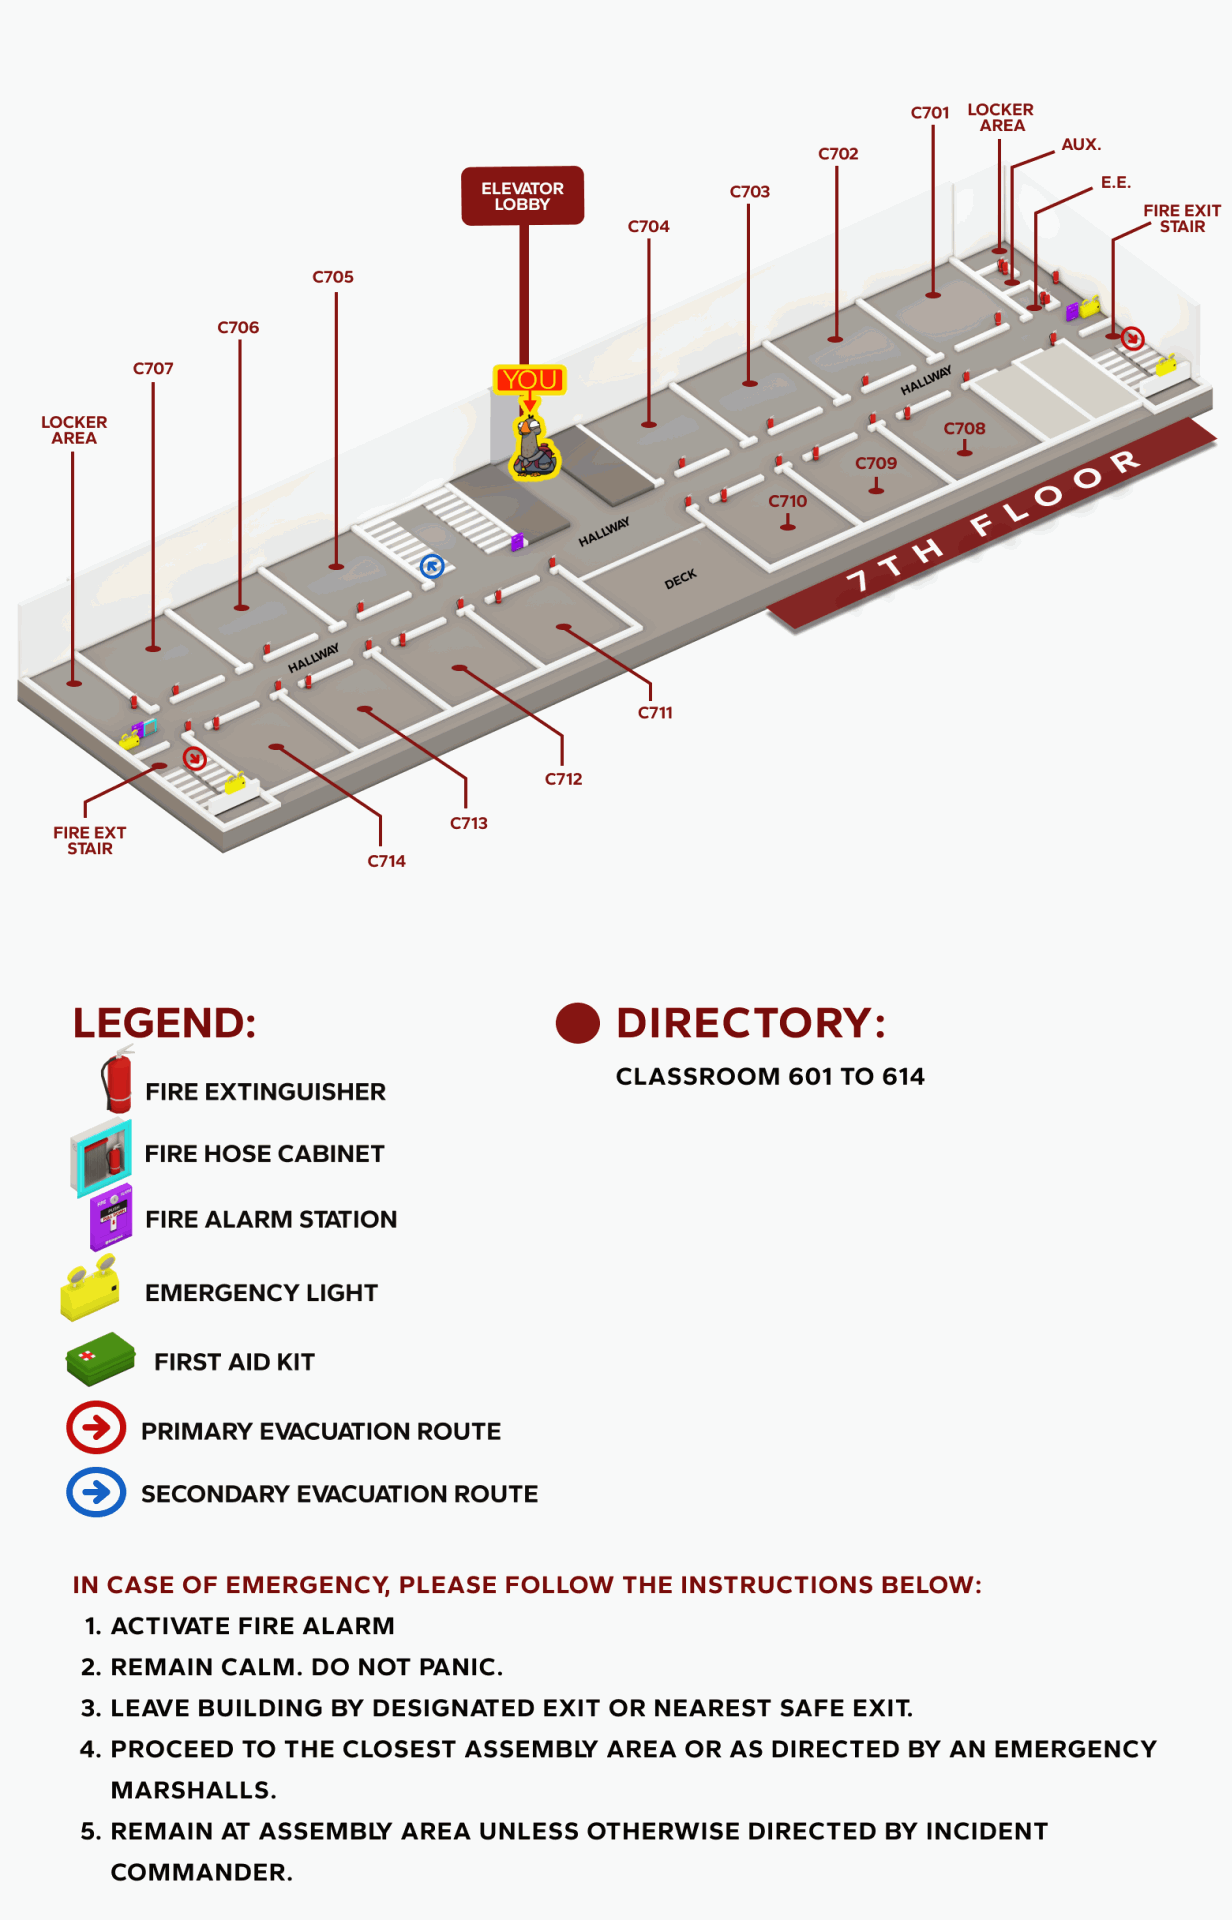 C701
LOCKER
AREA
AUX.
C702
E.E.
ELEVATOR
LOBBY
C703
FIRE EXIT
STAIR
C704
C705
C706
C707
YOU
HALLWAY
LOCKER
AREA
C708
C709
C710
7TH FLOOR
HALLWAY
DECK
HALLWAY
C711
C712
C713
FIRE EXT
STAIR
C714
LEGEND:
FIRE EXTINGUISHER
FIRE HOSE CABINET
FIRE ALARM STATION
EMERGENCY LIGHT
FIRST AID KIT
PRIMARY EVACUATION ROUTE
SECONDARY EVACUATION ROUTE
DIRECTORY:
CLASSROOM 601 TO 614
IN CASE OF EMERGENCY, PLEASE FOLLOW THE INSTRUCTIONS BELOW:
1. ACTIVATE FIRE ALARM
2. REMAIN CALM. DO NOT PANIC.
3. LEAVE BUILDING BY DESIGNATED EXIT OR NEAREST SAFE EXIT.
4. PROCEED TO THE CLOSEST ASSEMBLY AREA OR AS DIRECTED BY AN EMERGENCY
MARSHALLS.
5. REMAIN AT ASSEMBLY AREA UNLESS OTHERWISE DIRECTED BY INCIDENT
COMMANDER.